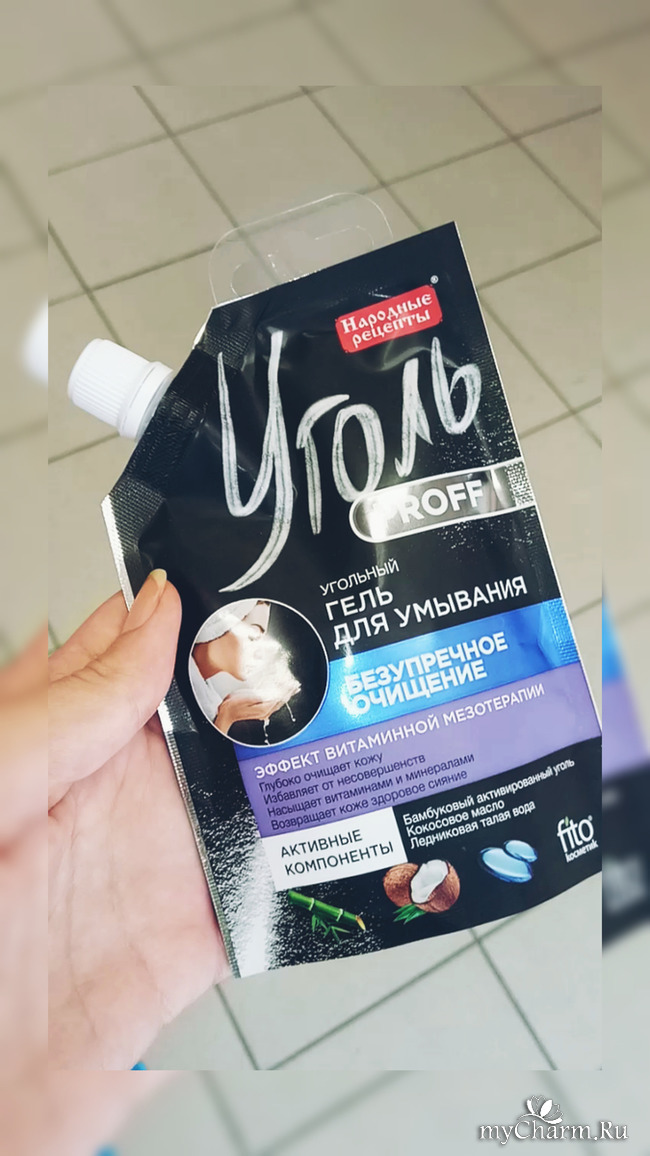 Народные
рецепты®
Уголь
PROFF
УГОЛЬНЫЙ
ГЕЛЬ
ДЛЯ УМЫВАНИЯ
БЕЗУПРЕЧНОЕ
ОЧИЩЕНИЕ
ЭФФЕКТ ВИТАМИННОЙ МЕЗОТЕРАПИИ
Глубоко очищает кожу
Избавляет от несовершенств
Насыщает витаминами и минералами
Возвращает коже здоровое сияние
АКТИВНЫЕ
КОМПОНЕНТЫ
Бамбуковый активированный уголь
Кокосовое масло
Ледниковая талая вода
fito®
косметик
myCharm.Ru